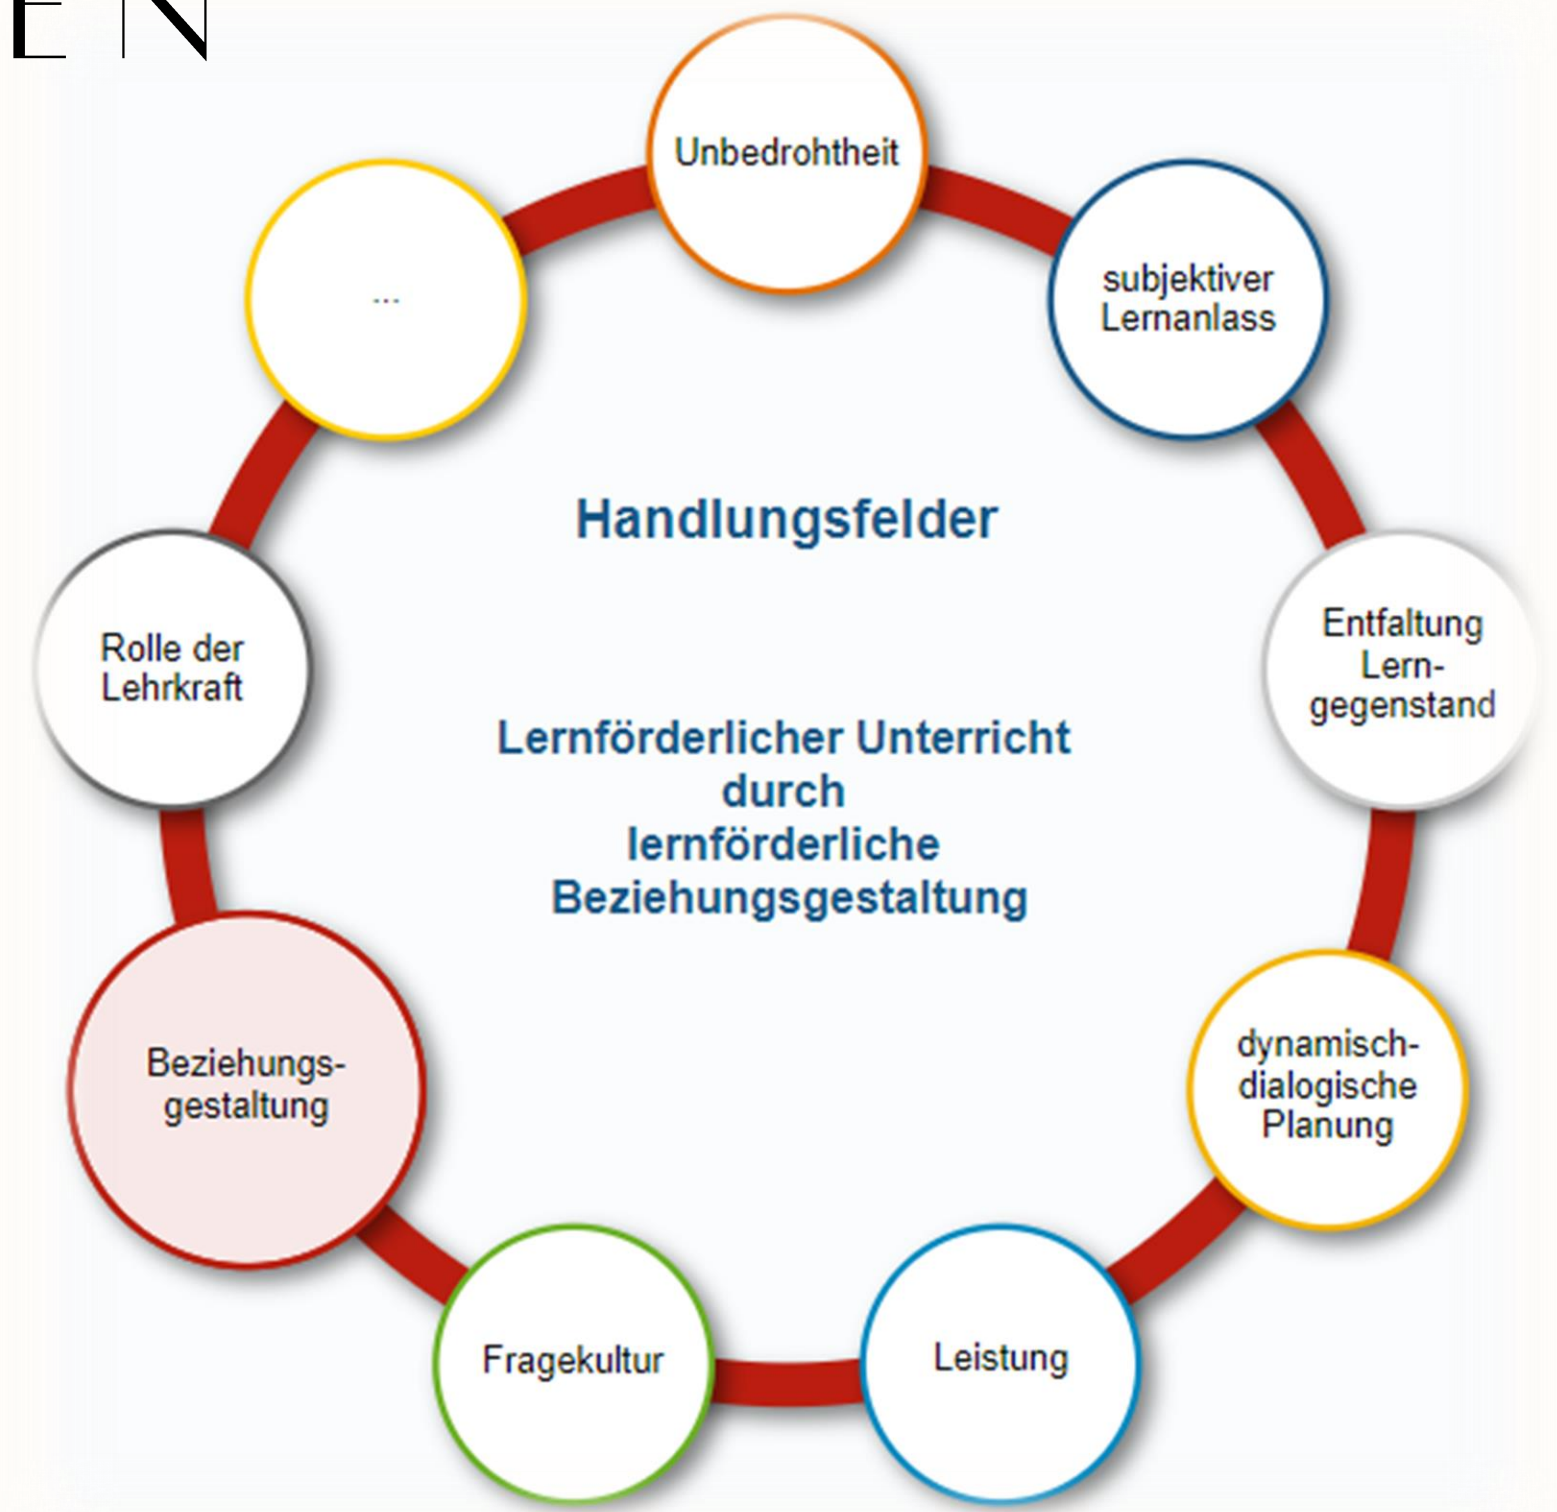 EN
Unbedrohtheit
subjektiver
Lernanlass
...
Handlungsfelder
Entfaltung
Lern-
gegenstand
Rolle der
Lehrkraft
Lernförderlicher Unterricht
durch
lernförderliche
Beziehungsgestaltung
dynamisch-
dialogische
Planung
Beziehungs-
gestaltung
Fragekultur
Leistung